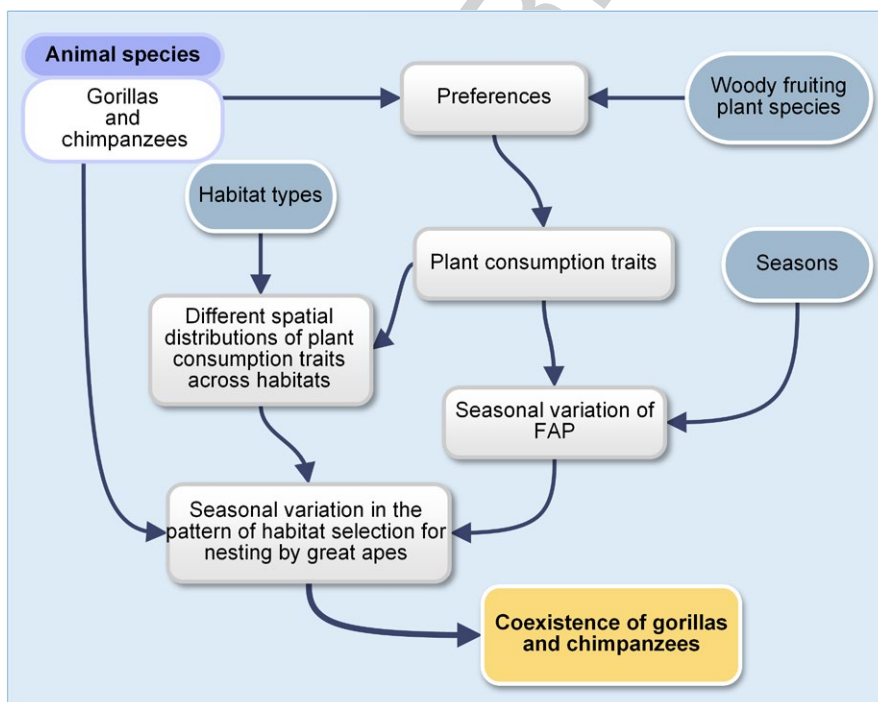 Animal species
Gorillas
and
chimpanzees
Preferences
Woody fruiting
plant species
Habitat types
Plant consumption traits
Seasons
Different spatial
distributions of plant
consumption traits
across habitats
Seasonal variation of
FAP
Seasonal variation in the
pattern of habitat selection for
nesting by great apes
Coexistence of gorillas
and chimpanzees